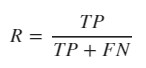 R = TP / (TP + FN)